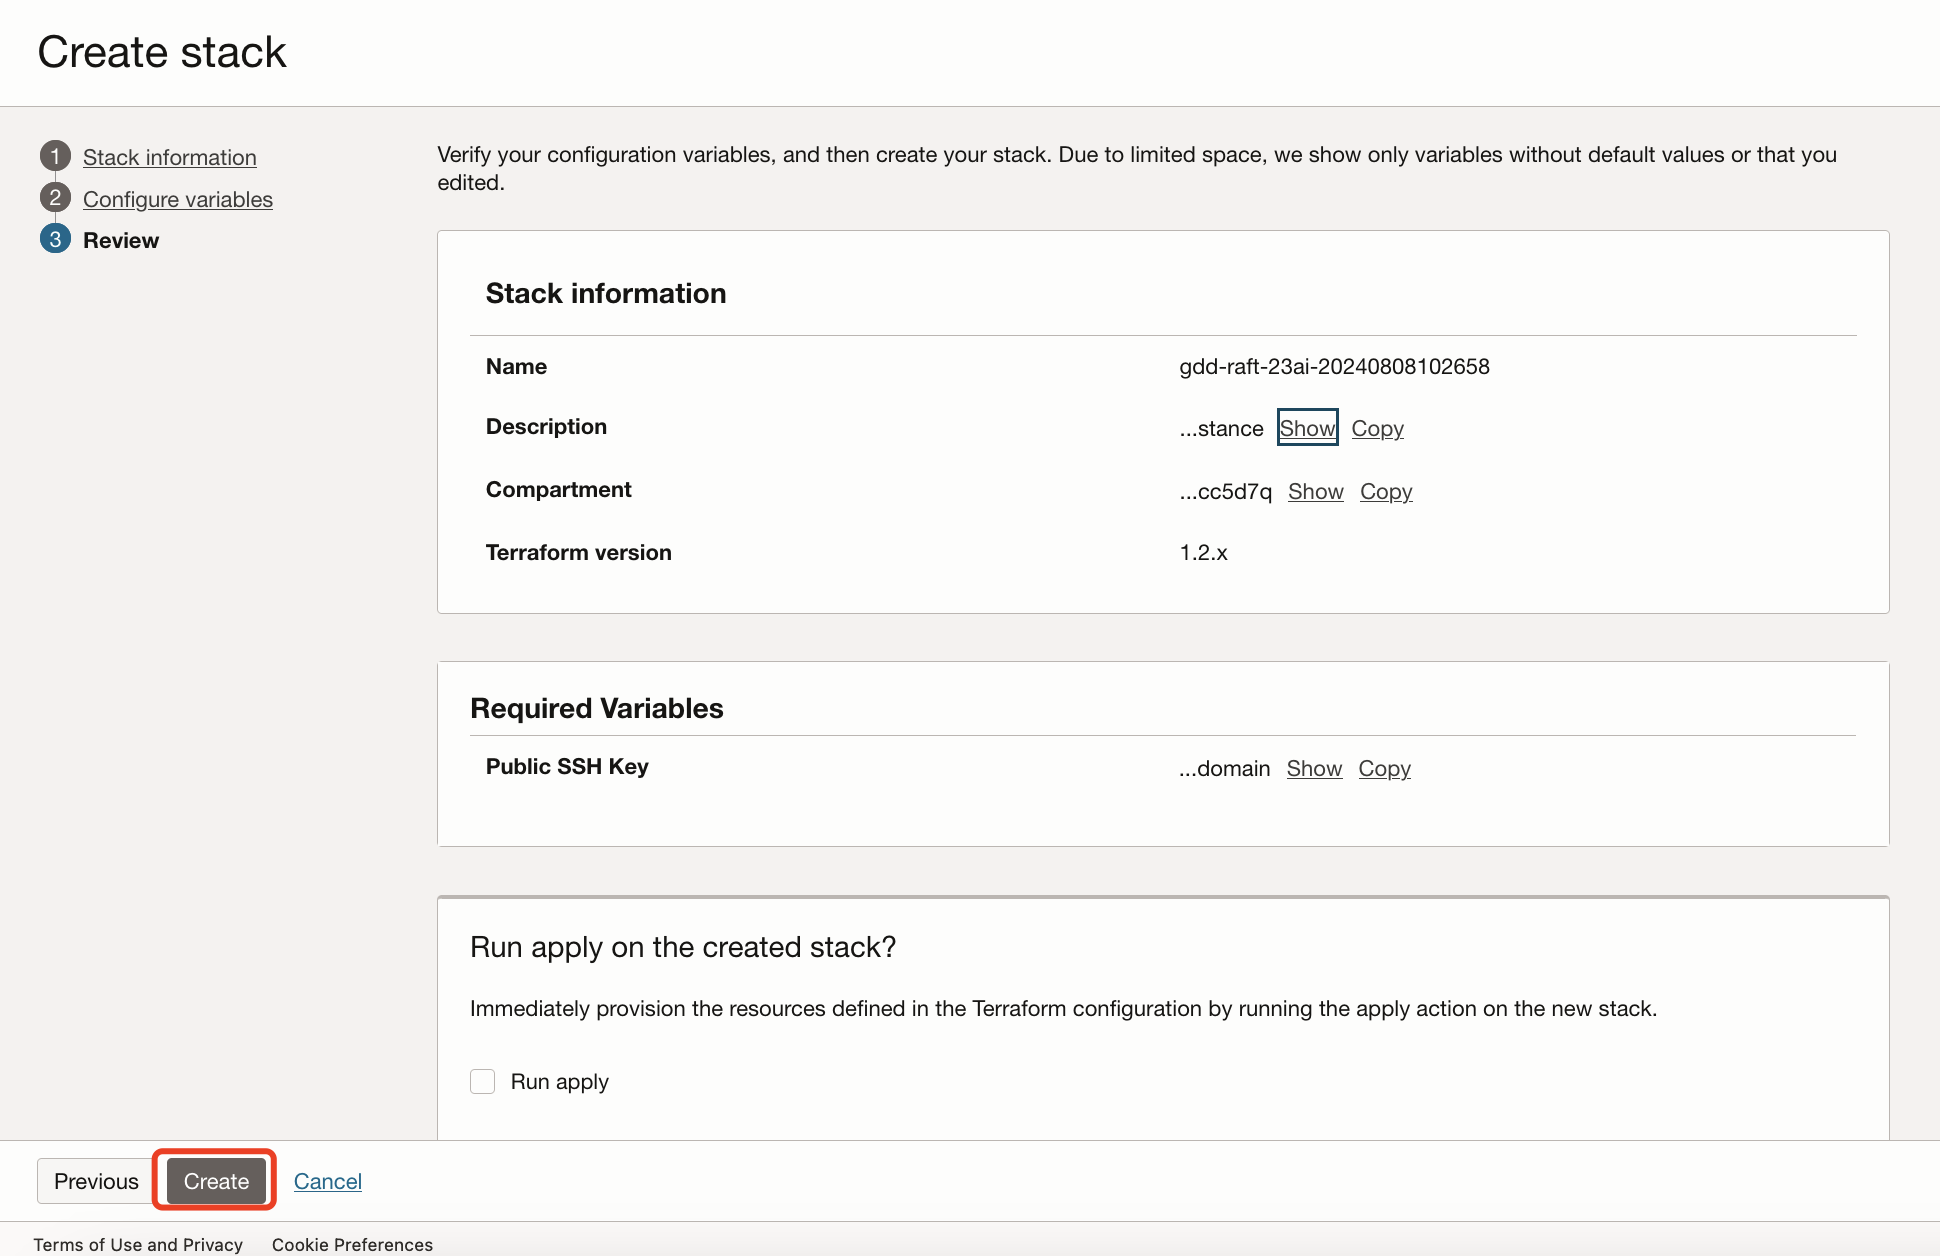 Create stack
1 Stack information
2 Configure variables
3 Review
Verify your configuration variables, and then create your stack. Due to limited space, we show only variables without default values or that you
edited.
Stack information
Name gdd-raft-23ai-20240808102658
Description ...stance Show Copy
Compartment ...cc5d7q Show Copy
Terraform version 1.2.x
Required Variables
Public SSH Key ...domain Show Copy
Run apply on the created stack?
Immediately provision the resources defined in the Terraform configuration by running the apply action on the new stack.
Run apply
Previous Create Cancel
Terms of Use and Privacy Cookie Preferences